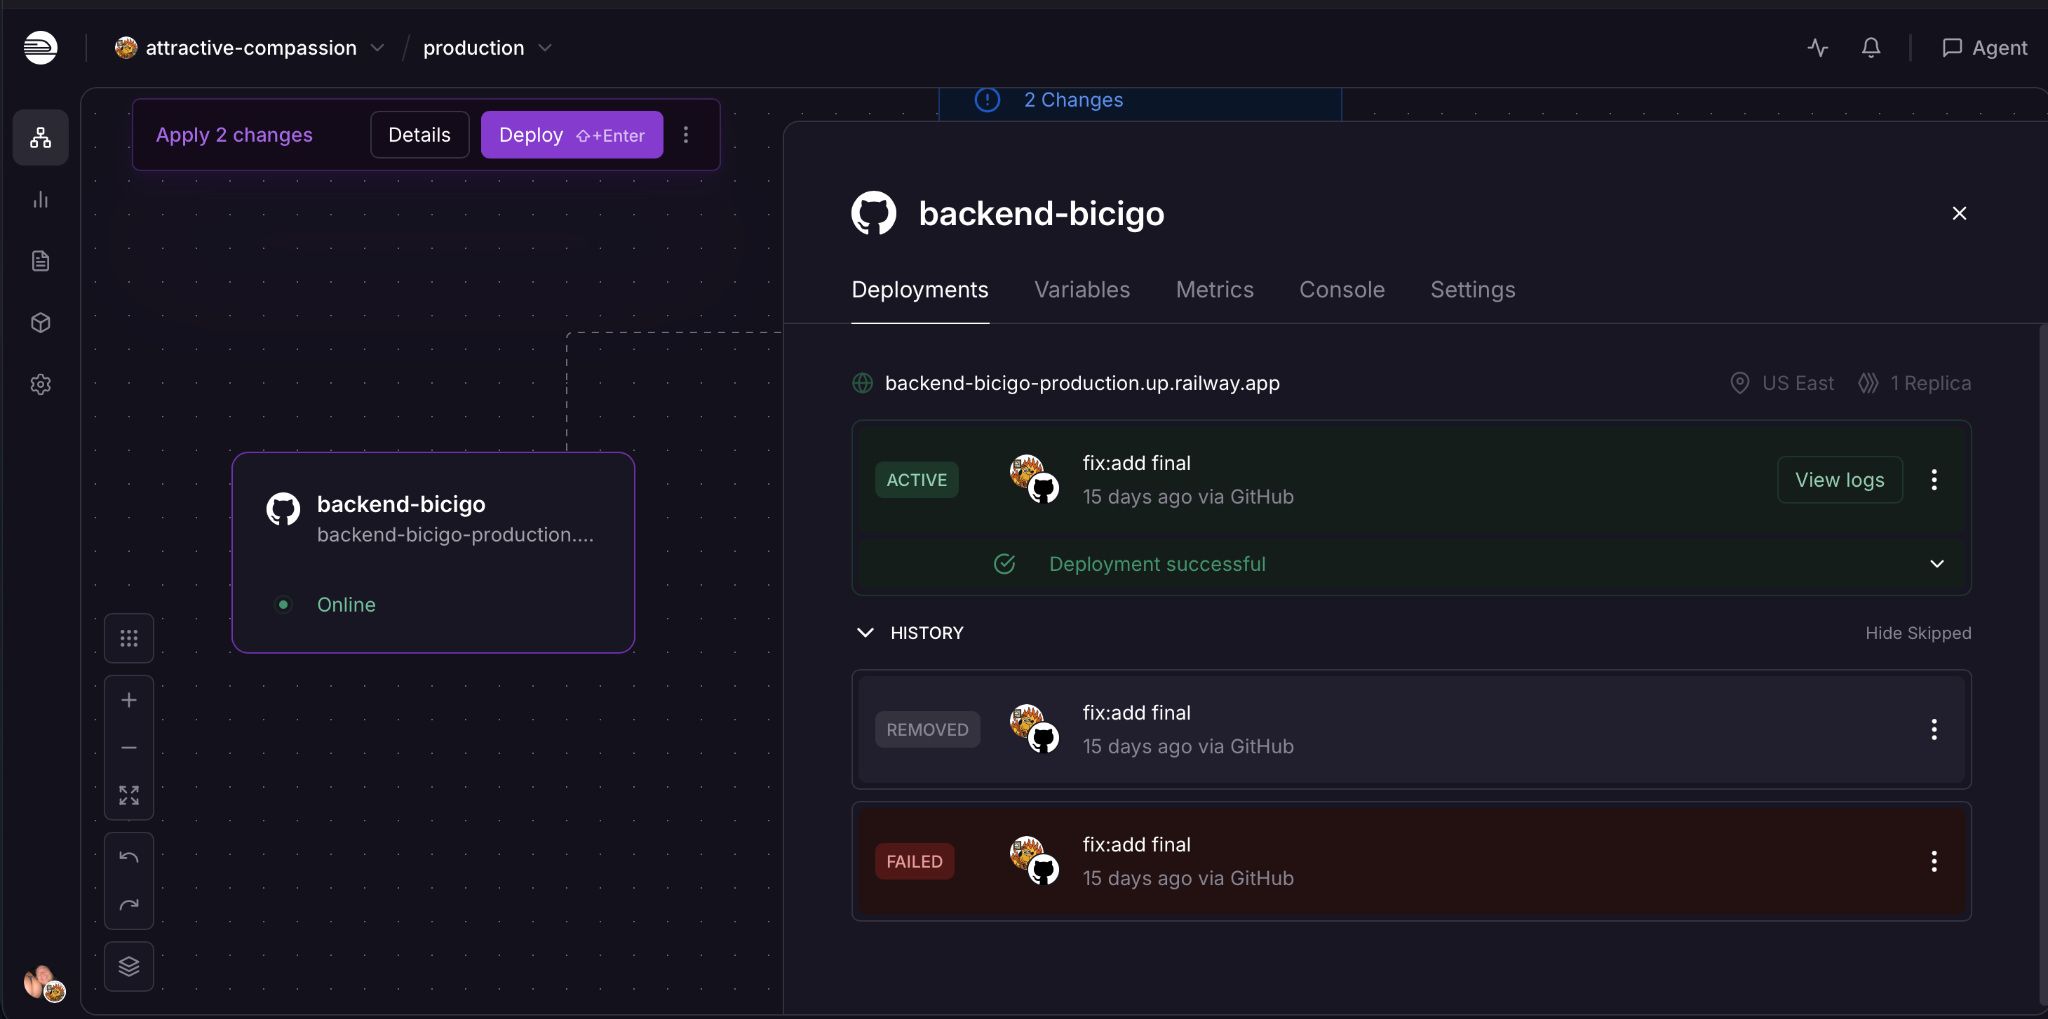 attractive-compassion / production
Agent
Apply 2 changes
Details
Deploy ⇧+Enter
2 Changes
backend-bicigo
backend-bicigo-production....
Online
backend-bicigo
Deployments Variables Metrics Console Settings
backend-bicigo-production.up.railway.app
US East
1 Replica
ACTIVE
fix:add final
15 days ago via GitHub
View logs
Deployment successful
HISTORY
Hide Skipped
REMOVED
fix:add final
15 days ago via GitHub
FAILED
fix:add final
15 days ago via GitHub